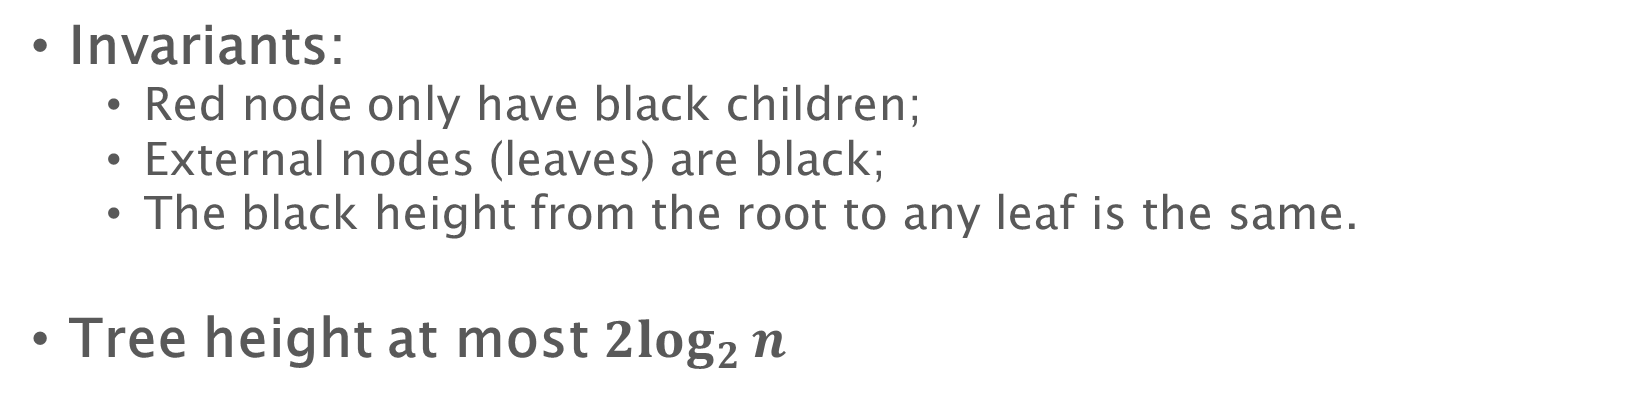 • Invariants:
• Red node only have black children;
• External nodes (leaves) are black;
• The black height from the root to any leaf is the same.
• Tree height at most 2log₂ n